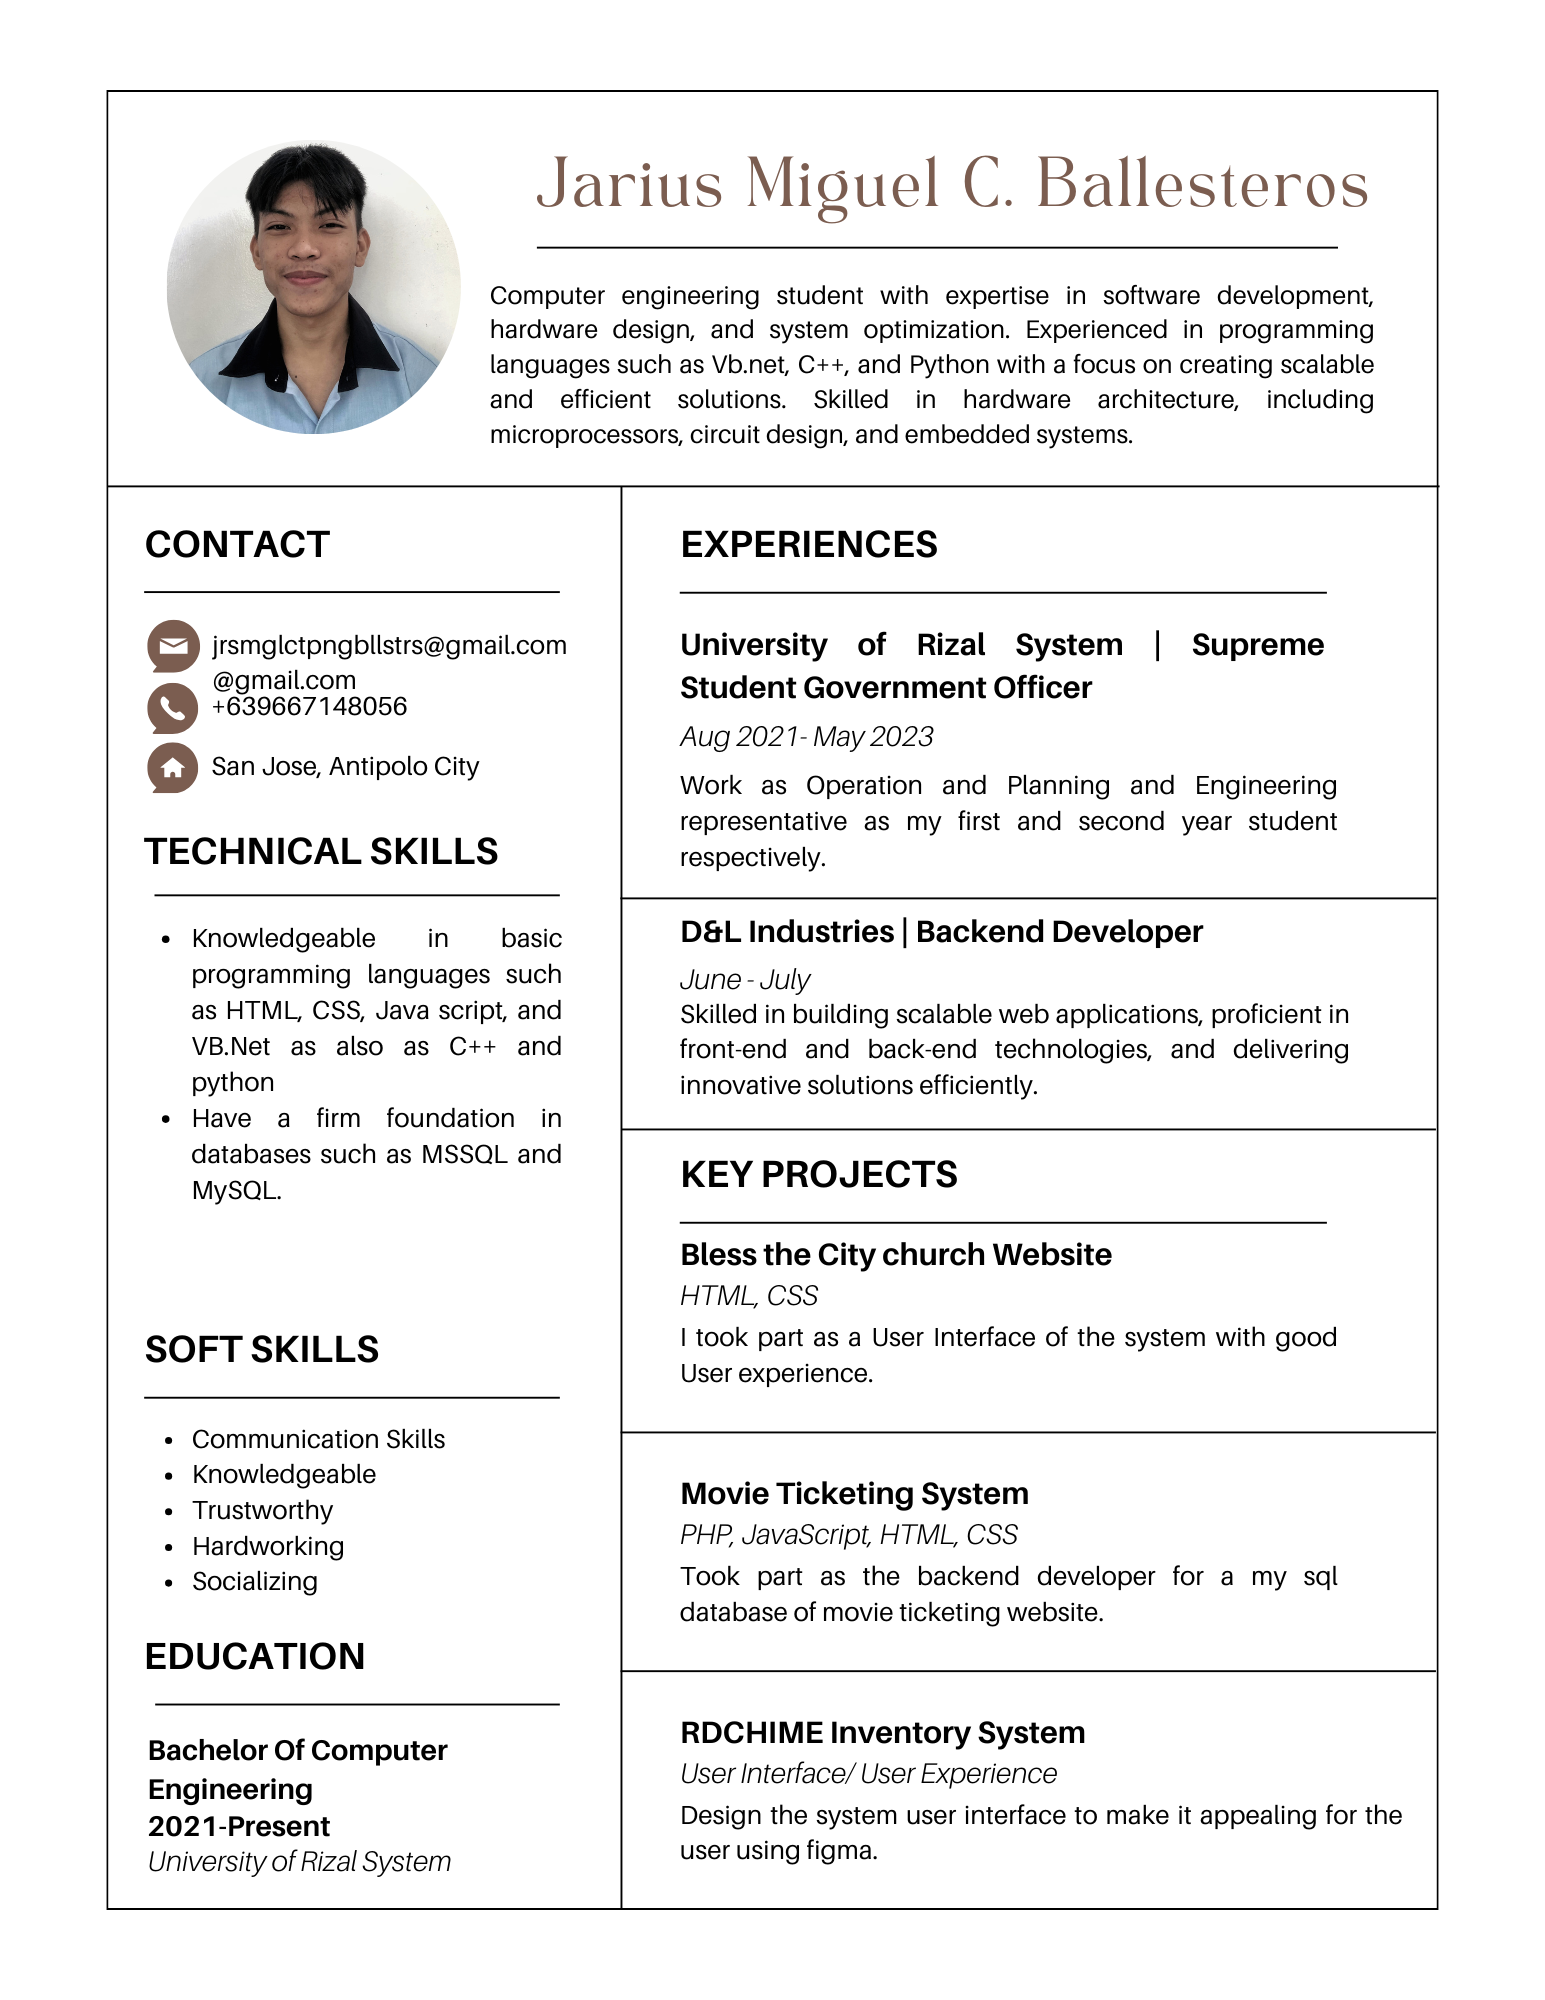 Jarius Miguel C. Ballesteros
Computer engineering student with expertise in software development,
hardware design, and system optimization. Experienced in programming
languages such as Vb.net, C++, and Python with a focus on creating scalable
and efficient solutions. Skilled in hardware architecture, including
microprocessors, circuit design, and embedded systems.
CONTACT
jrsmglctpngbllstrs@gmail.com
@gmail.com
+639667148056
San Jose, Antipolo City
TECHNICAL SKILLS
• Knowledgeable in basic
programming languages such
as HTML, CSS, Java script, and
VB.Net as also as C++ and
python
• Have a firm foundation in
databases such as MSSQL and
MySQL.
SOFT SKILLS
• Communication Skills
• Knowledgeable
• Trustworthy
• Hardworking
• Socializing
EDUCATION
Bachelor Of Computer
Engineering
2021-Present
University of Rizal System
EXPERIENCES
University of Rizal System | Supreme
Student Government Officer
Aug 2021- May 2023
Work as Operation and Planning and Engineering
representative as my first and second year student
respectively.
D&L Industries | Backend Developer
June - July
Skilled in building scalable web applications, proficient in
front-end and back-end technologies, and delivering
innovative solutions efficiently.
KEY PROJECTS
Bless the City church Website
HTML, CSS
I took part as a User Interface of the system with good
User experience.
Movie Ticketing System
PHP, JavaScript, HTML, CSS
Took part as the backend developer for a my sql
database of movie ticketing website.
RDCHIME Inventory System
User Interface/ User Experience
Design the system user interface to make it appealing for the
user using figma.